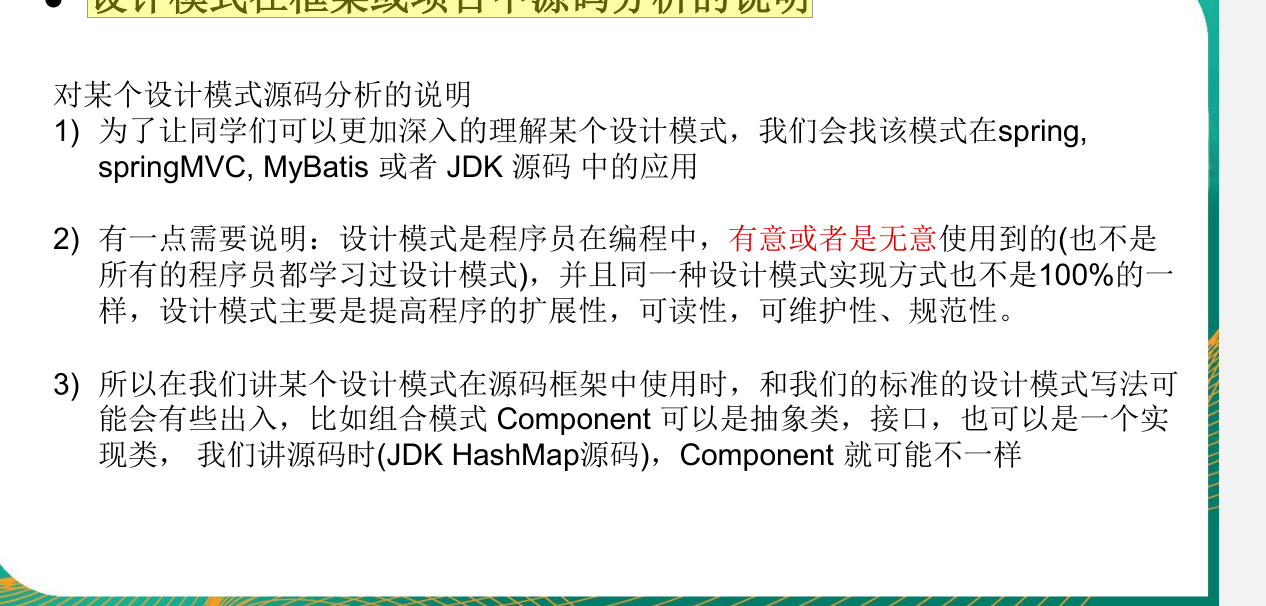 设计模式在框架或项目中源码分析的说明
对某个设计模式源码分析的说明
1) 为了让同学们可以更加深入的理解某个设计模式，我们会找该模式在spring,
springMVC, MyBatis 或者 JDK 源码 中的应用
2) 有一点需要说明：设计模式是程序员在编程中，有意或者是无意使用到的(也不是
所有的程序员都学习过设计模式)，并且同一种设计模式实现方式也不是100%的一
样，设计模式主要是提高程序的扩展性，可读性，可维护性、规范性。
3) 所以在我们讲某个设计模式在源码框架中使用时，和我们的标准的设计模式写法可
能会有些出入，比如组合模式 Component 可以是抽象类，接口，也可以是一个实
现类， 我们讲源码时(JDK HashMap源码)，Component 就可能不一样